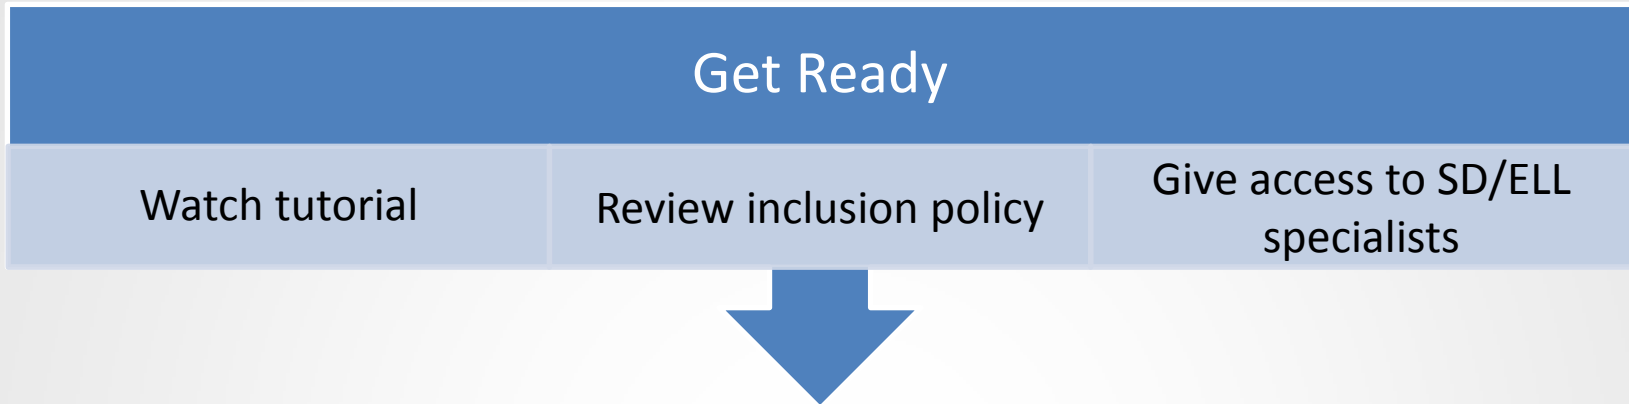 Get Ready
Watch tutorial
Review inclusion policy
Give access to SD/ELL
specialists